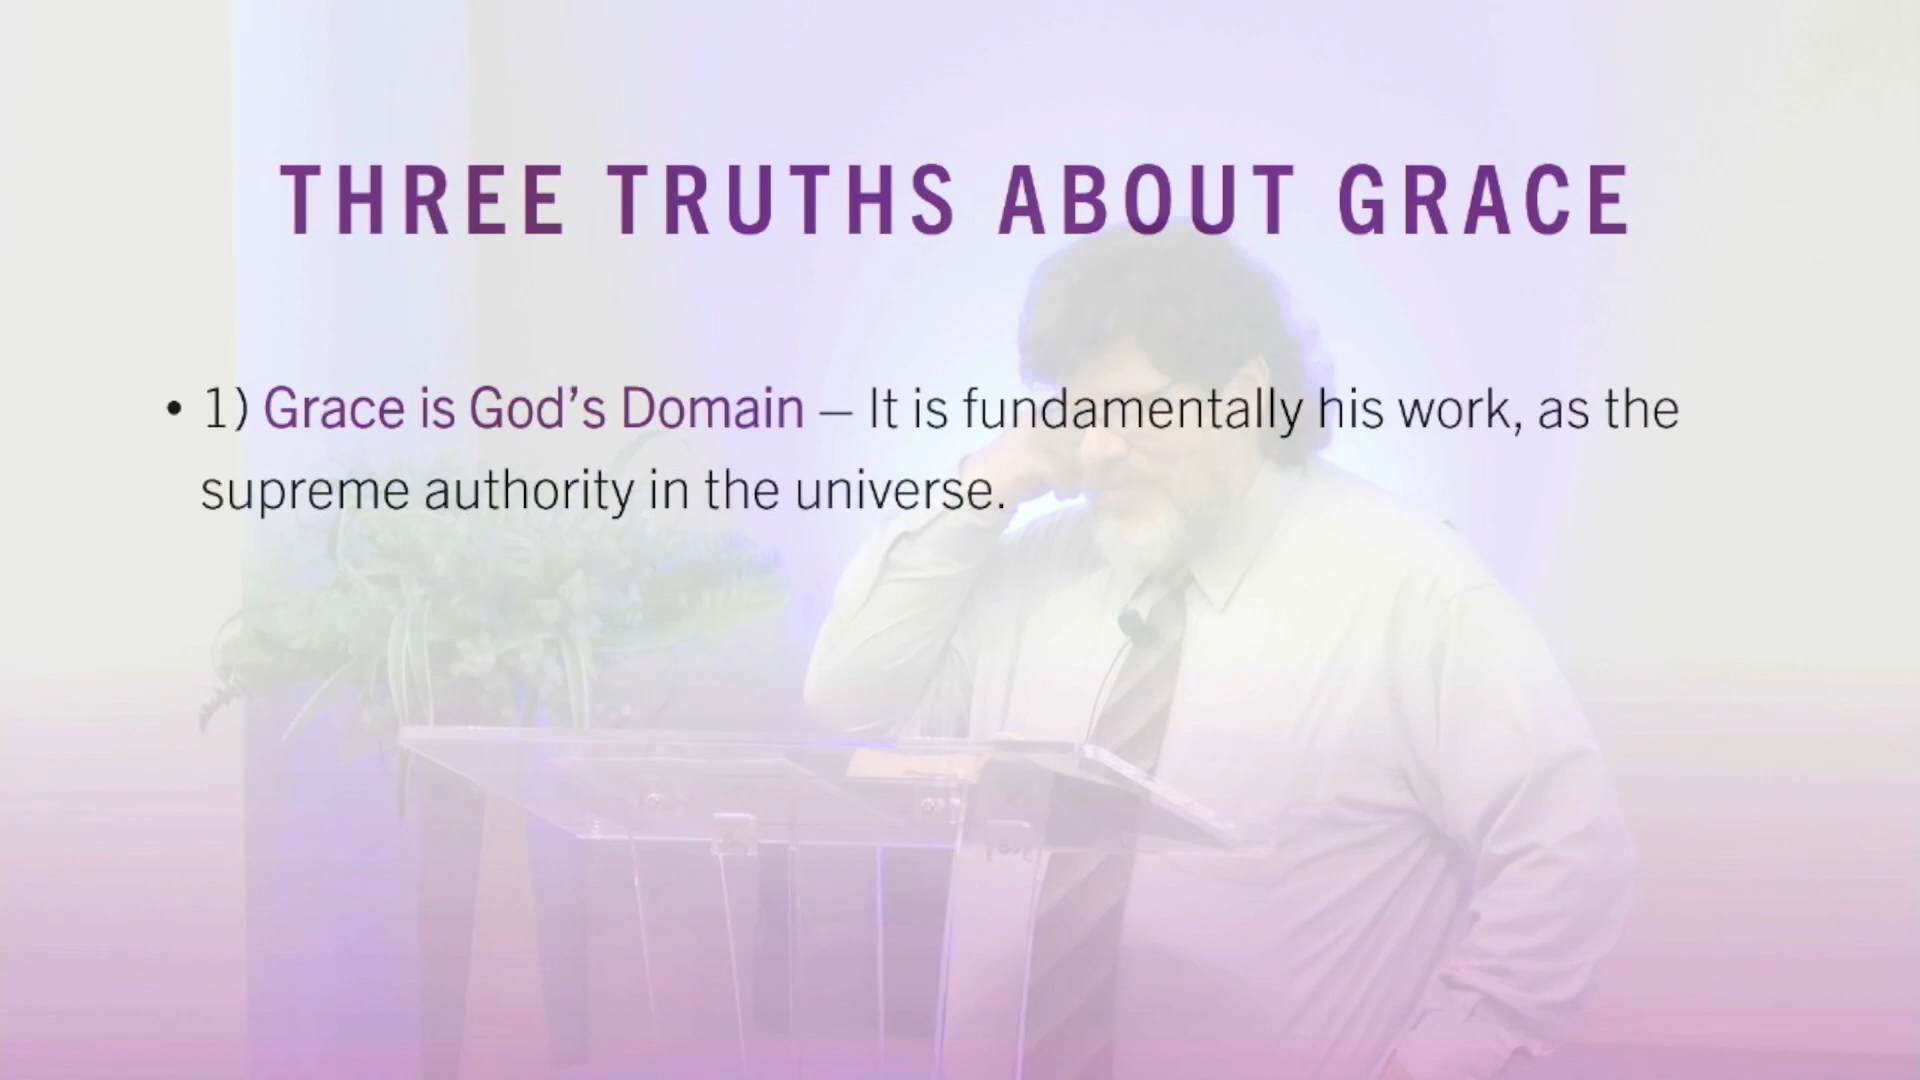 THREE TRUTHS ABOUT GRACE
• 1) Grace is God’s Domain – It is fundamentally his work, as the
supreme authority in the universe.